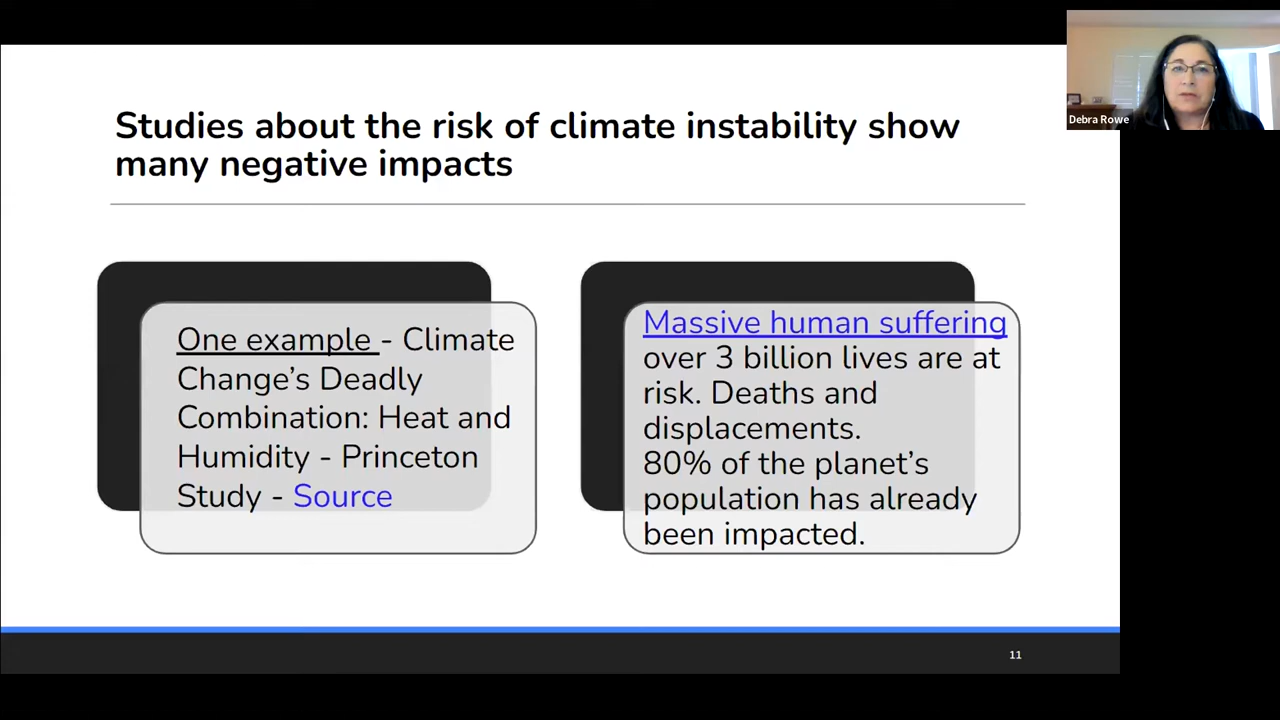 Studies about the risk of climate instability show
many negative impacts
One example - Climate
Change’s Deadly
Combination: Heat and
Humidity - Princeton
Study - Source
Massive human suffering
over 3 billion lives are at
risk. Deaths and
displacements.
80% of the planet’s
population has already
been impacted.
11
Debra Rowe